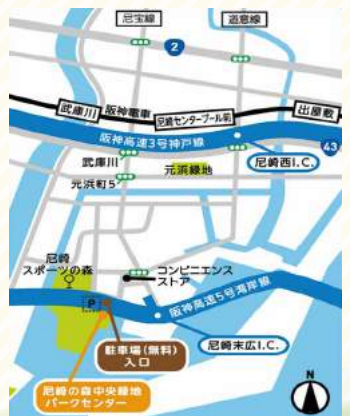 尼宝線
道意線
2
武庫川
阪神電車
尼崎センタープール前
出屋敷
阪神高速3号神戸線
43
武庫川
元浜緑地
尼崎西I.C.
元浜町5
尼崎
スポーツの森
コンビニエンス
ストア
阪神高速5号湾岸線
P
駐車場(無料)
入口
尼崎末広I.C.
尼崎の森中央緑地
パークセンター
N